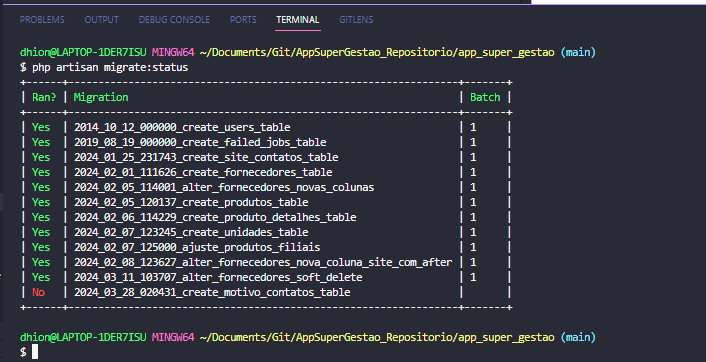 PROBLEMS OUTPUT DEBUG CONSOLE PORTS TERMINAL GITLENS
dhion@LAPTOP-1DER7ISU MINGW64 ~/Documents/Git/AppSuperGestao_Repositorio/app_super_gestao (main)
$ php artisan migrate:status
+------+--------------------------------------------------------+-------+
| Ran? | Migration | Batch |
+------+--------------------------------------------------------+-------+
| Yes | 2014_10_12_000000_create_users_table | 1 |
| Yes | 2019_08_19_000000_create_failed_jobs_table | 1 |
| Yes | 2024_01_25_231743_create_site_contatos_table | 1 |
| Yes | 2024_02_01_111626_create_fornecedores_table | 1 |
| Yes | 2024_02_05_114001_alter_fornecedores_novas_colunas | 1 |
| Yes | 2024_02_05_120137_create_produtos_table | 1 |
| Yes | 2024_02_06_114229_create_produto_detalhes_table | 1 |
| Yes | 2024_02_07_123245_create_unidades_table | 1 |
| Yes | 2024_02_07_125000_ajuste_produtos_filiais | 1 |
| Yes | 2024_02_08_123627_alter_fornecedores_nova_coluna_site_com_after | 1 |
| Yes | 2024_03_11_103707_alter_fornecedores_soft_delete | 1 |
| No | 2024_03_28_020431_create_motivo_contatos_table | |
+------+--------------------------------------------------------+-------+
dhion@LAPTOP-1DER7ISU MINGW64 ~/Documents/Git/AppSuperGestao_Repositorio/app_super_gestao (main)
$